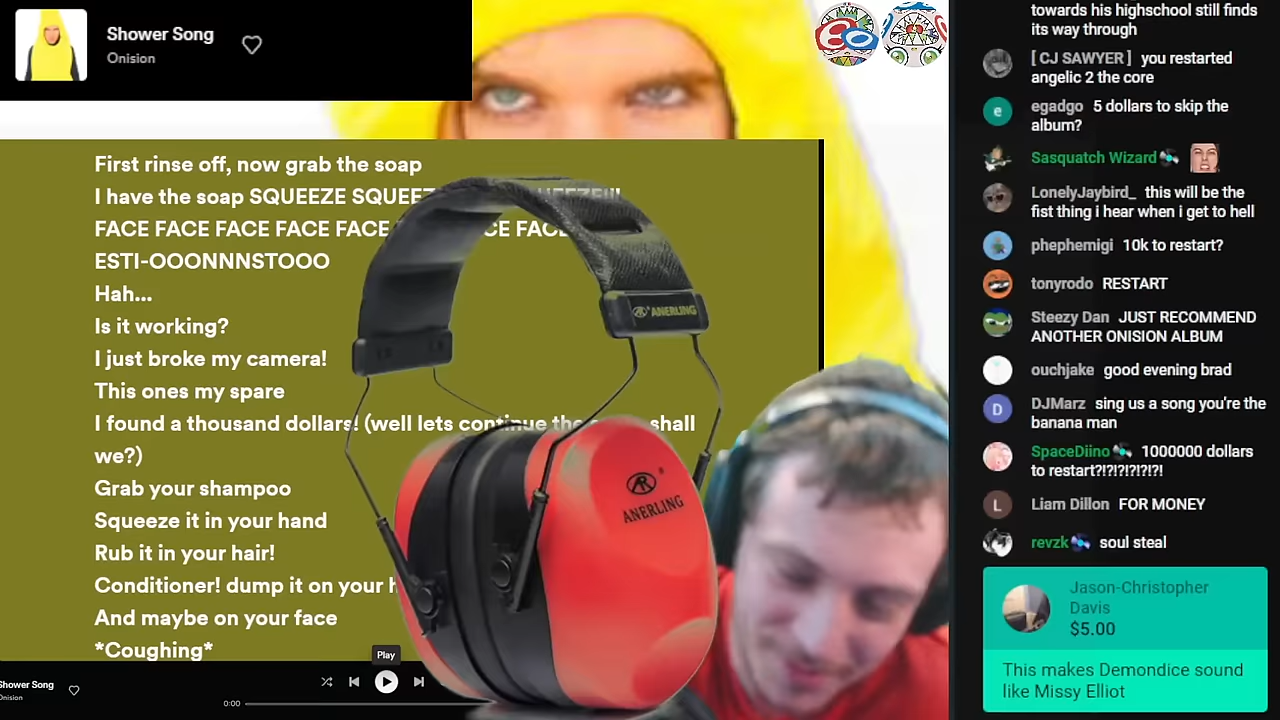 Shower Song
Onision
First rinse off, now grab the soap
I have the soap SQUEEZE SQUEEZ
FACE FACE FACE FACE FACE CE FAC
ESTI-OOONNNSTOOO
Hah...
Is it working?
I just broke my camera!
This ones my spare
I found a thousand dollars! (well lets continue the shall
we?)
Grab your shampoo
Squeeze it in your hand
Rub it in your hair!
Conditioner! dump it on your h
And maybe on your face
*Coughing*
ANERLING
ANERLING
Play
Shower Song
Onision
0:00
towards his highschool still finds
its way through
[ CJ SAWYER ] you restarted
angelic 2 the core
egadgo 5 dollars to skip the
album?
Sasquatch Wizard
LonelyJaybird_ this will be the
fist thing i hear when i get to hell
phephemigi 10k to restart?
tonyrodo RESTART
Steezy Dan JUST RECOMMEND
ANOTHER ONISION ALBUM
ouchjake good evening brad
DJMarz sing us a song you're the
banana man
SpaceDiino 1000000 dollars
to restart?!?!?!?!?!
Liam Dillon FOR MONEY
revzk soul steal
Jason-Christopher
Davis
$5.00
This makes Demondice sound
like Missy Elliot